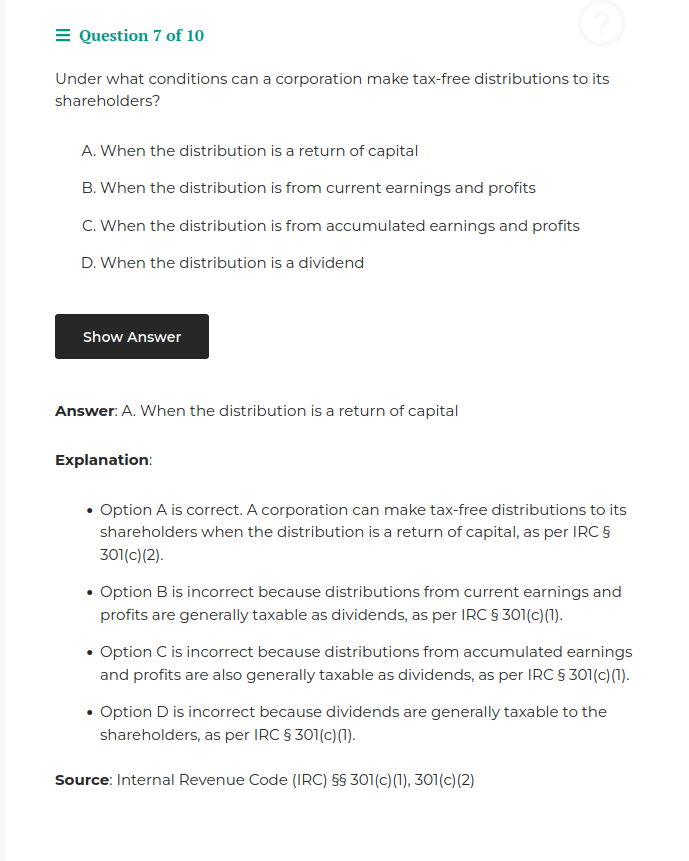 Question 7 of 10
?
Under what conditions can a corporation make tax-free distributions to its
shareholders?
A. When the distribution is a return of capital
B. When the distribution is from current earnings and profits
C. When the distribution is from accumulated earnings and profits
D. When the distribution is a dividend
Show Answer
Answer: A. When the distribution is a return of capital
Explanation:
• Option A is correct. A corporation can make tax-free distributions to its
shareholders when the distribution is a return of capital, as per IRC §
301(c)(2).
• Option B is incorrect because distributions from current earnings and
profits are generally taxable as dividends, as per IRC § 301(c)(1).
• Option C is incorrect because distributions from accumulated earnings
and profits are also generally taxable as dividends, as per IRC § 301(c)(1).
• Option D is incorrect because dividends are generally taxable to the
shareholders, as per IRC § 301(c)(1).
Source: Internal Revenue Code (IRC) §§ 301(c)(1), 301(c)(2)